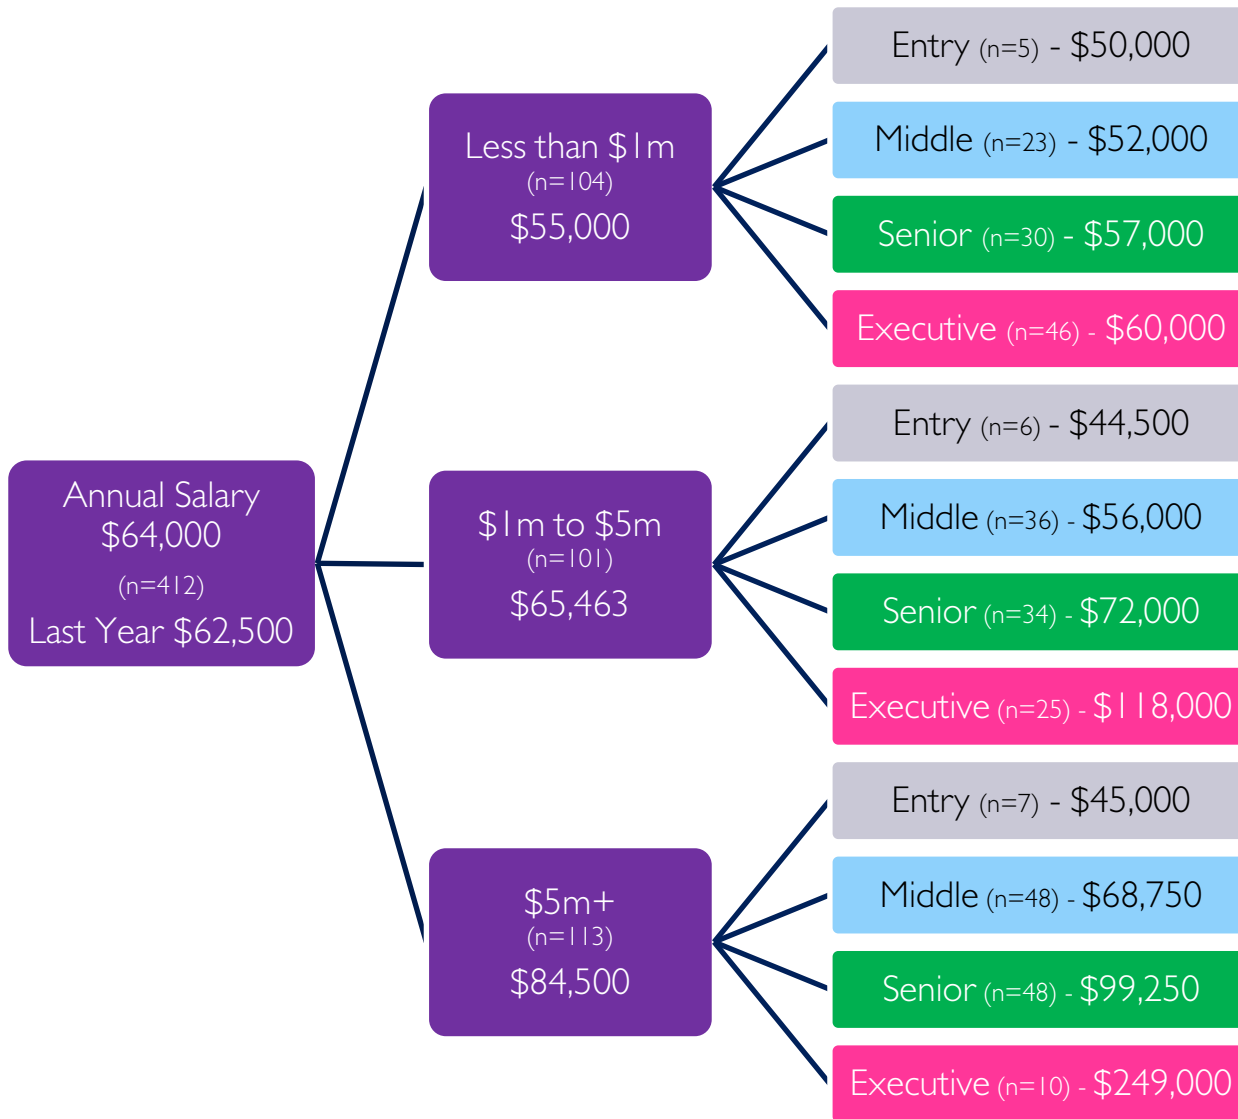 Annual Salary
$64,000
(n=412)
Last Year $62,500
Less than $1m
(n=104)
$55,000
Entry (n=5) - $50,000
Middle (n=23) - $52,000
Senior (n=30) - $57,000
Executive (n=46) - $60,000
$1m to $5m
(n=101)
$65,463
Entry (n=6) - $44,500
Middle (n=36) - $56,000
Senior (n=34) - $72,000
Executive (n=25) - $118,000
$5m+
(n=113)
$84,500
Entry (n=7) - $45,000
Middle (n=48) - $68,750
Senior (n=48) - $99,250
Executive (n=10) - $249,000